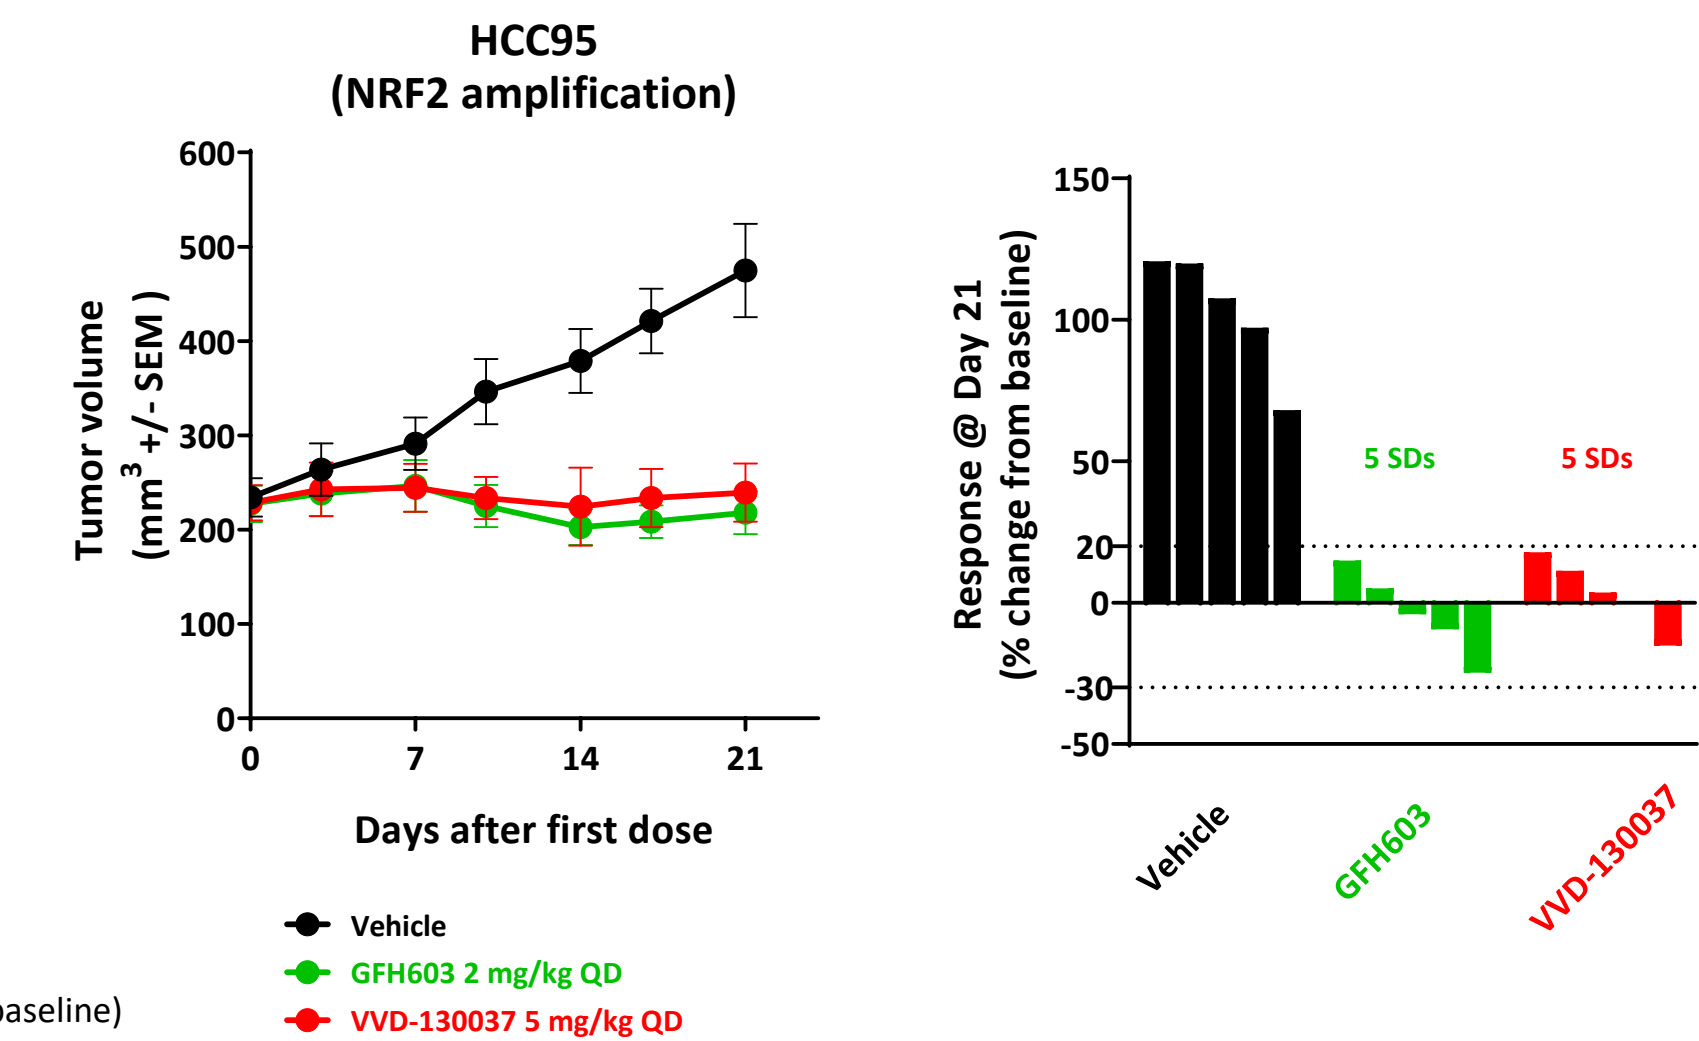 HCC95
(NRF2 amplification)
Tumor volume
(mm³ +/- SEM )
600
500
400
300
200
100
0
0 7 14 21
Days after first dose
Vehicle
GFH603 2 mg/kg QD
VVD-130037 5 mg/kg QD
baseline)
Response @ Day 21
(% change from baseline)
150
100
50
20
0
-30
-50
5 SDs 5 SDs
Vehicle
GFH603
VVD-130037